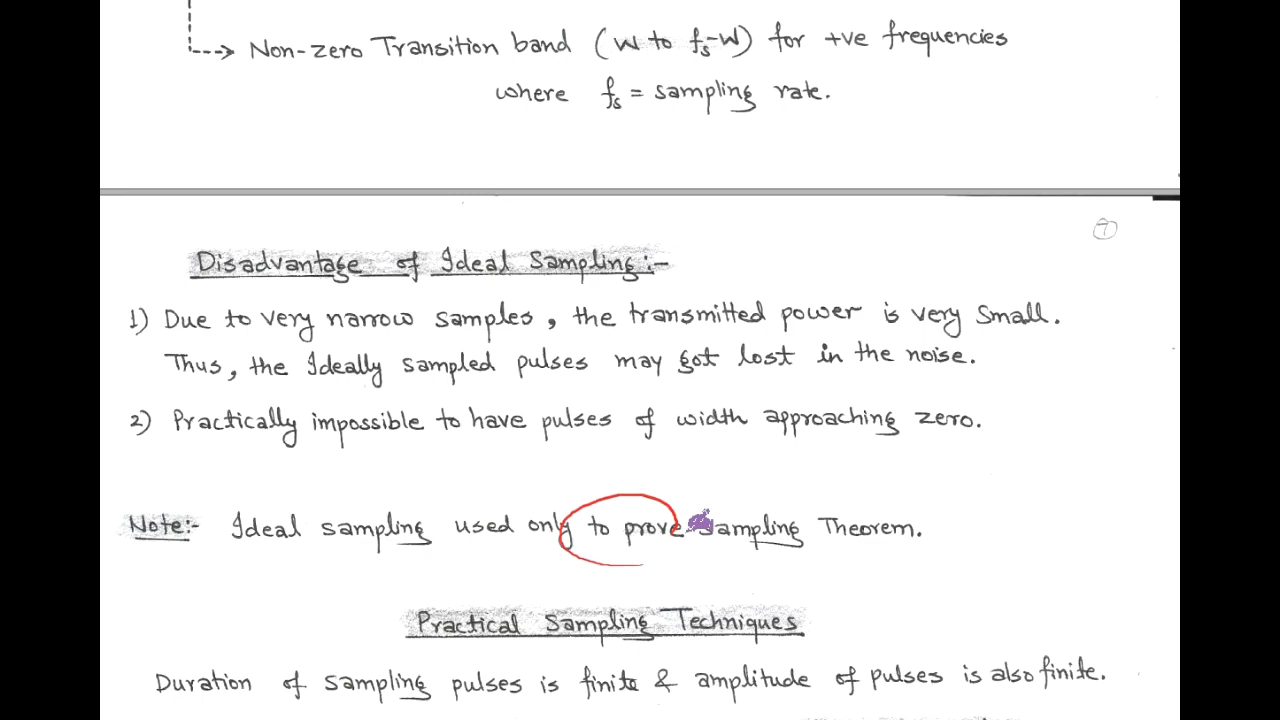 Non-zero Transition band (W to fs-W) for +ve frequencies
where fs = sampling rate.
7
Disadvantage of Ideal Sampling:-
1) Due to very narrow samples, the transmitted power is very small.
Thus, the Ideally sampled pulses may got lost in the noise.
2) Practically impossible to have pulses of width approaching zero.
Note:- Ideal sampling used only to prove Sampling Theorem.
Practical Sampling Techniques
Duration of sampling pulses is finite & amplitude of pulses is also finite.